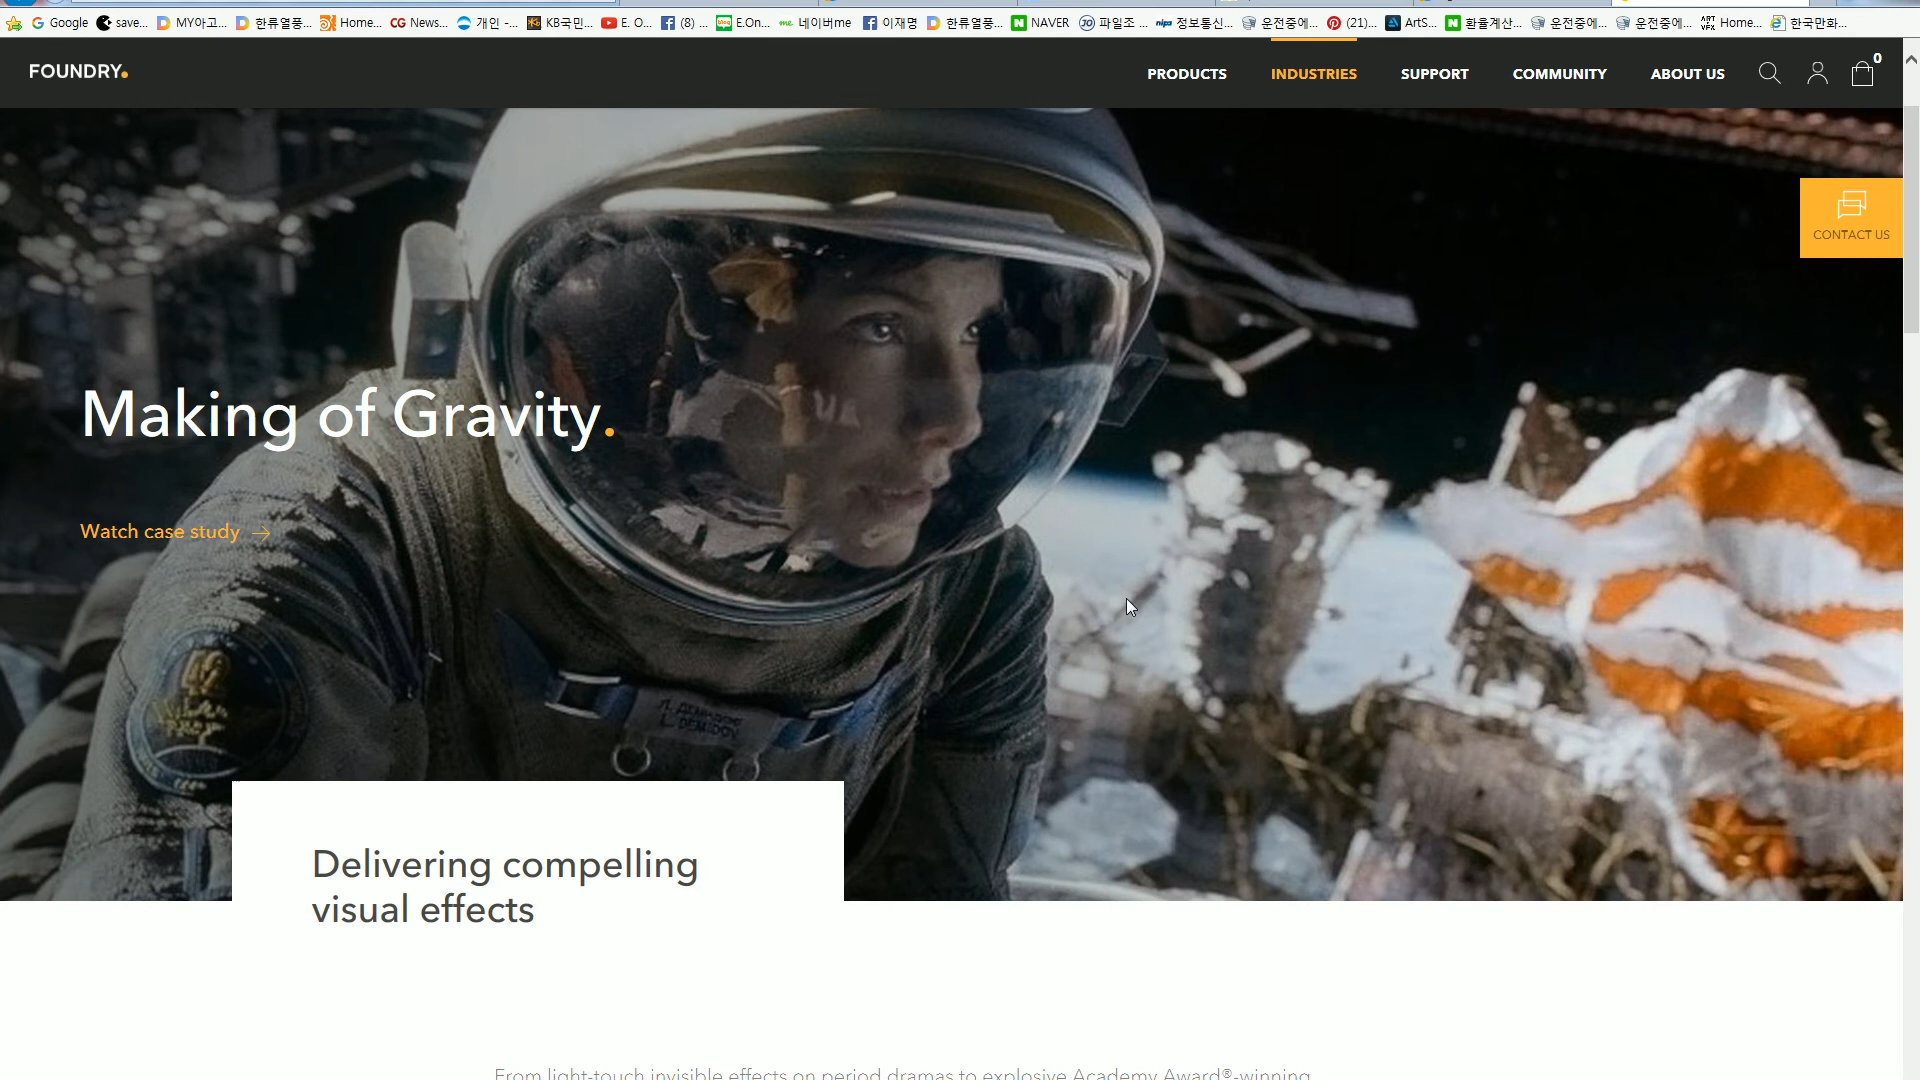 Google save... MY아고... 한류열풍... Home... CG News... 개인 -... KB국민... E. O... (8) ... E.On... 네이버me 이재명 한류열풍... NAVER 파일조 ... 정보통신... 운전중에... (21)... ArtS... 환율계산... 운전중에... 운전중에... Home... 한국만화...
FOUNDRY.
PRODUCTS INDUSTRIES SUPPORT COMMUNITY ABOUT US 0
CONTACT US
Making of Gravity.
Watch case study →
Delivering compelling
visual effects
From light-touch invisible effects on period dramas to explosive Academy Award®-winning